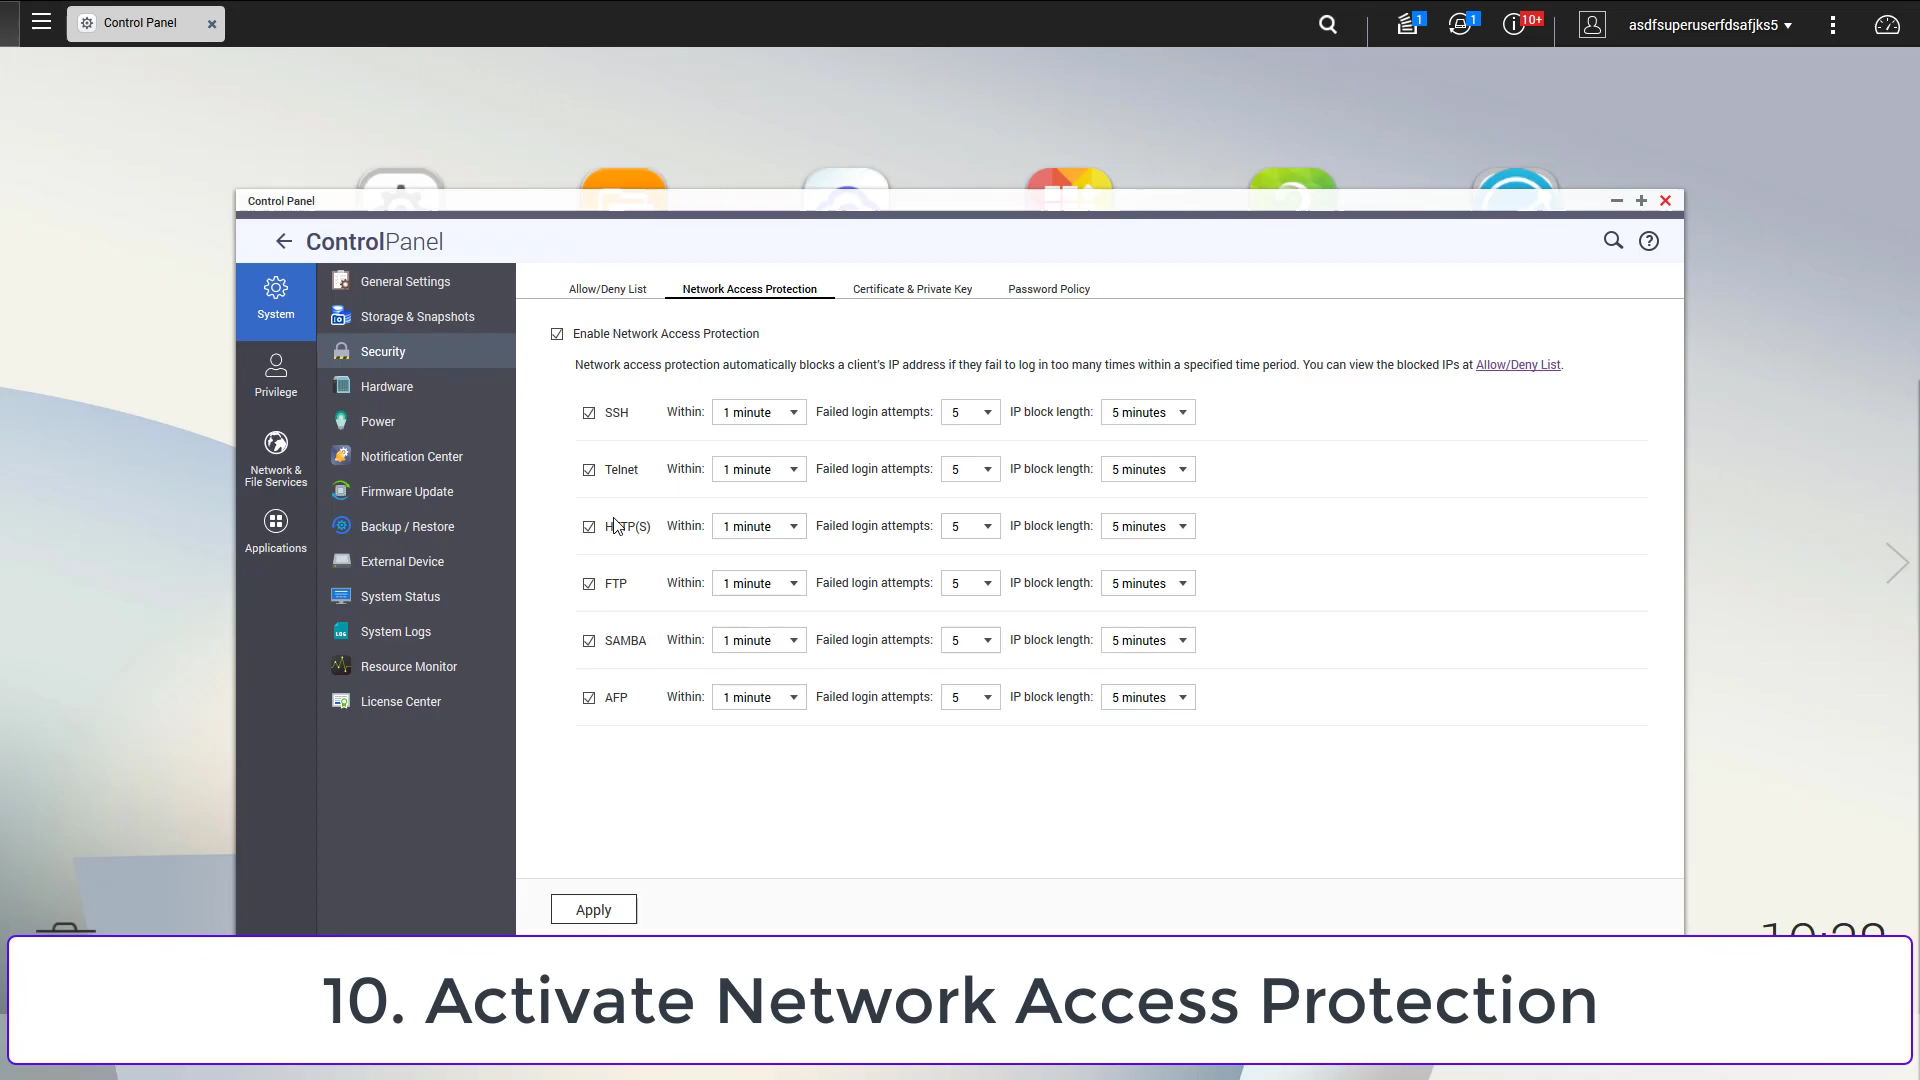 Control Panel
1
1
10+
asdfsuperuserfdsafjks5
Control Panel
ControlPanel
System
Privilege
Network &
File Services
Applications
General Settings
Storage & Snapshots
Security
Hardware
Power
Notification Center
Firmware Update
Backup / Restore
External Device
System Status
System Logs
Resource Monitor
License Center
Allow/Deny List Network Access Protection Certificate & Private Key Password Policy
Enable Network Access Protection
Network access protection automatically blocks a client's IP address if they fail to log in too many times within a specified time period. You can view the blocked IPs at Allow/Deny List.
SSH Within: 1 minute Failed login attempts: 5 IP block length: 5 minutes
Telnet Within: 1 minute Failed login attempts: 5 IP block length: 5 minutes
HTTP(S) Within: 1 minute Failed login attempts: 5 IP block length: 5 minutes
FTP Within: 1 minute Failed login attempts: 5 IP block length: 5 minutes
SAMBA Within: 1 minute Failed login attempts: 5 IP block length: 5 minutes
AFP Within: 1 minute Failed login attempts: 5 IP block length: 5 minutes
Apply
10. Activate Network Access Protection